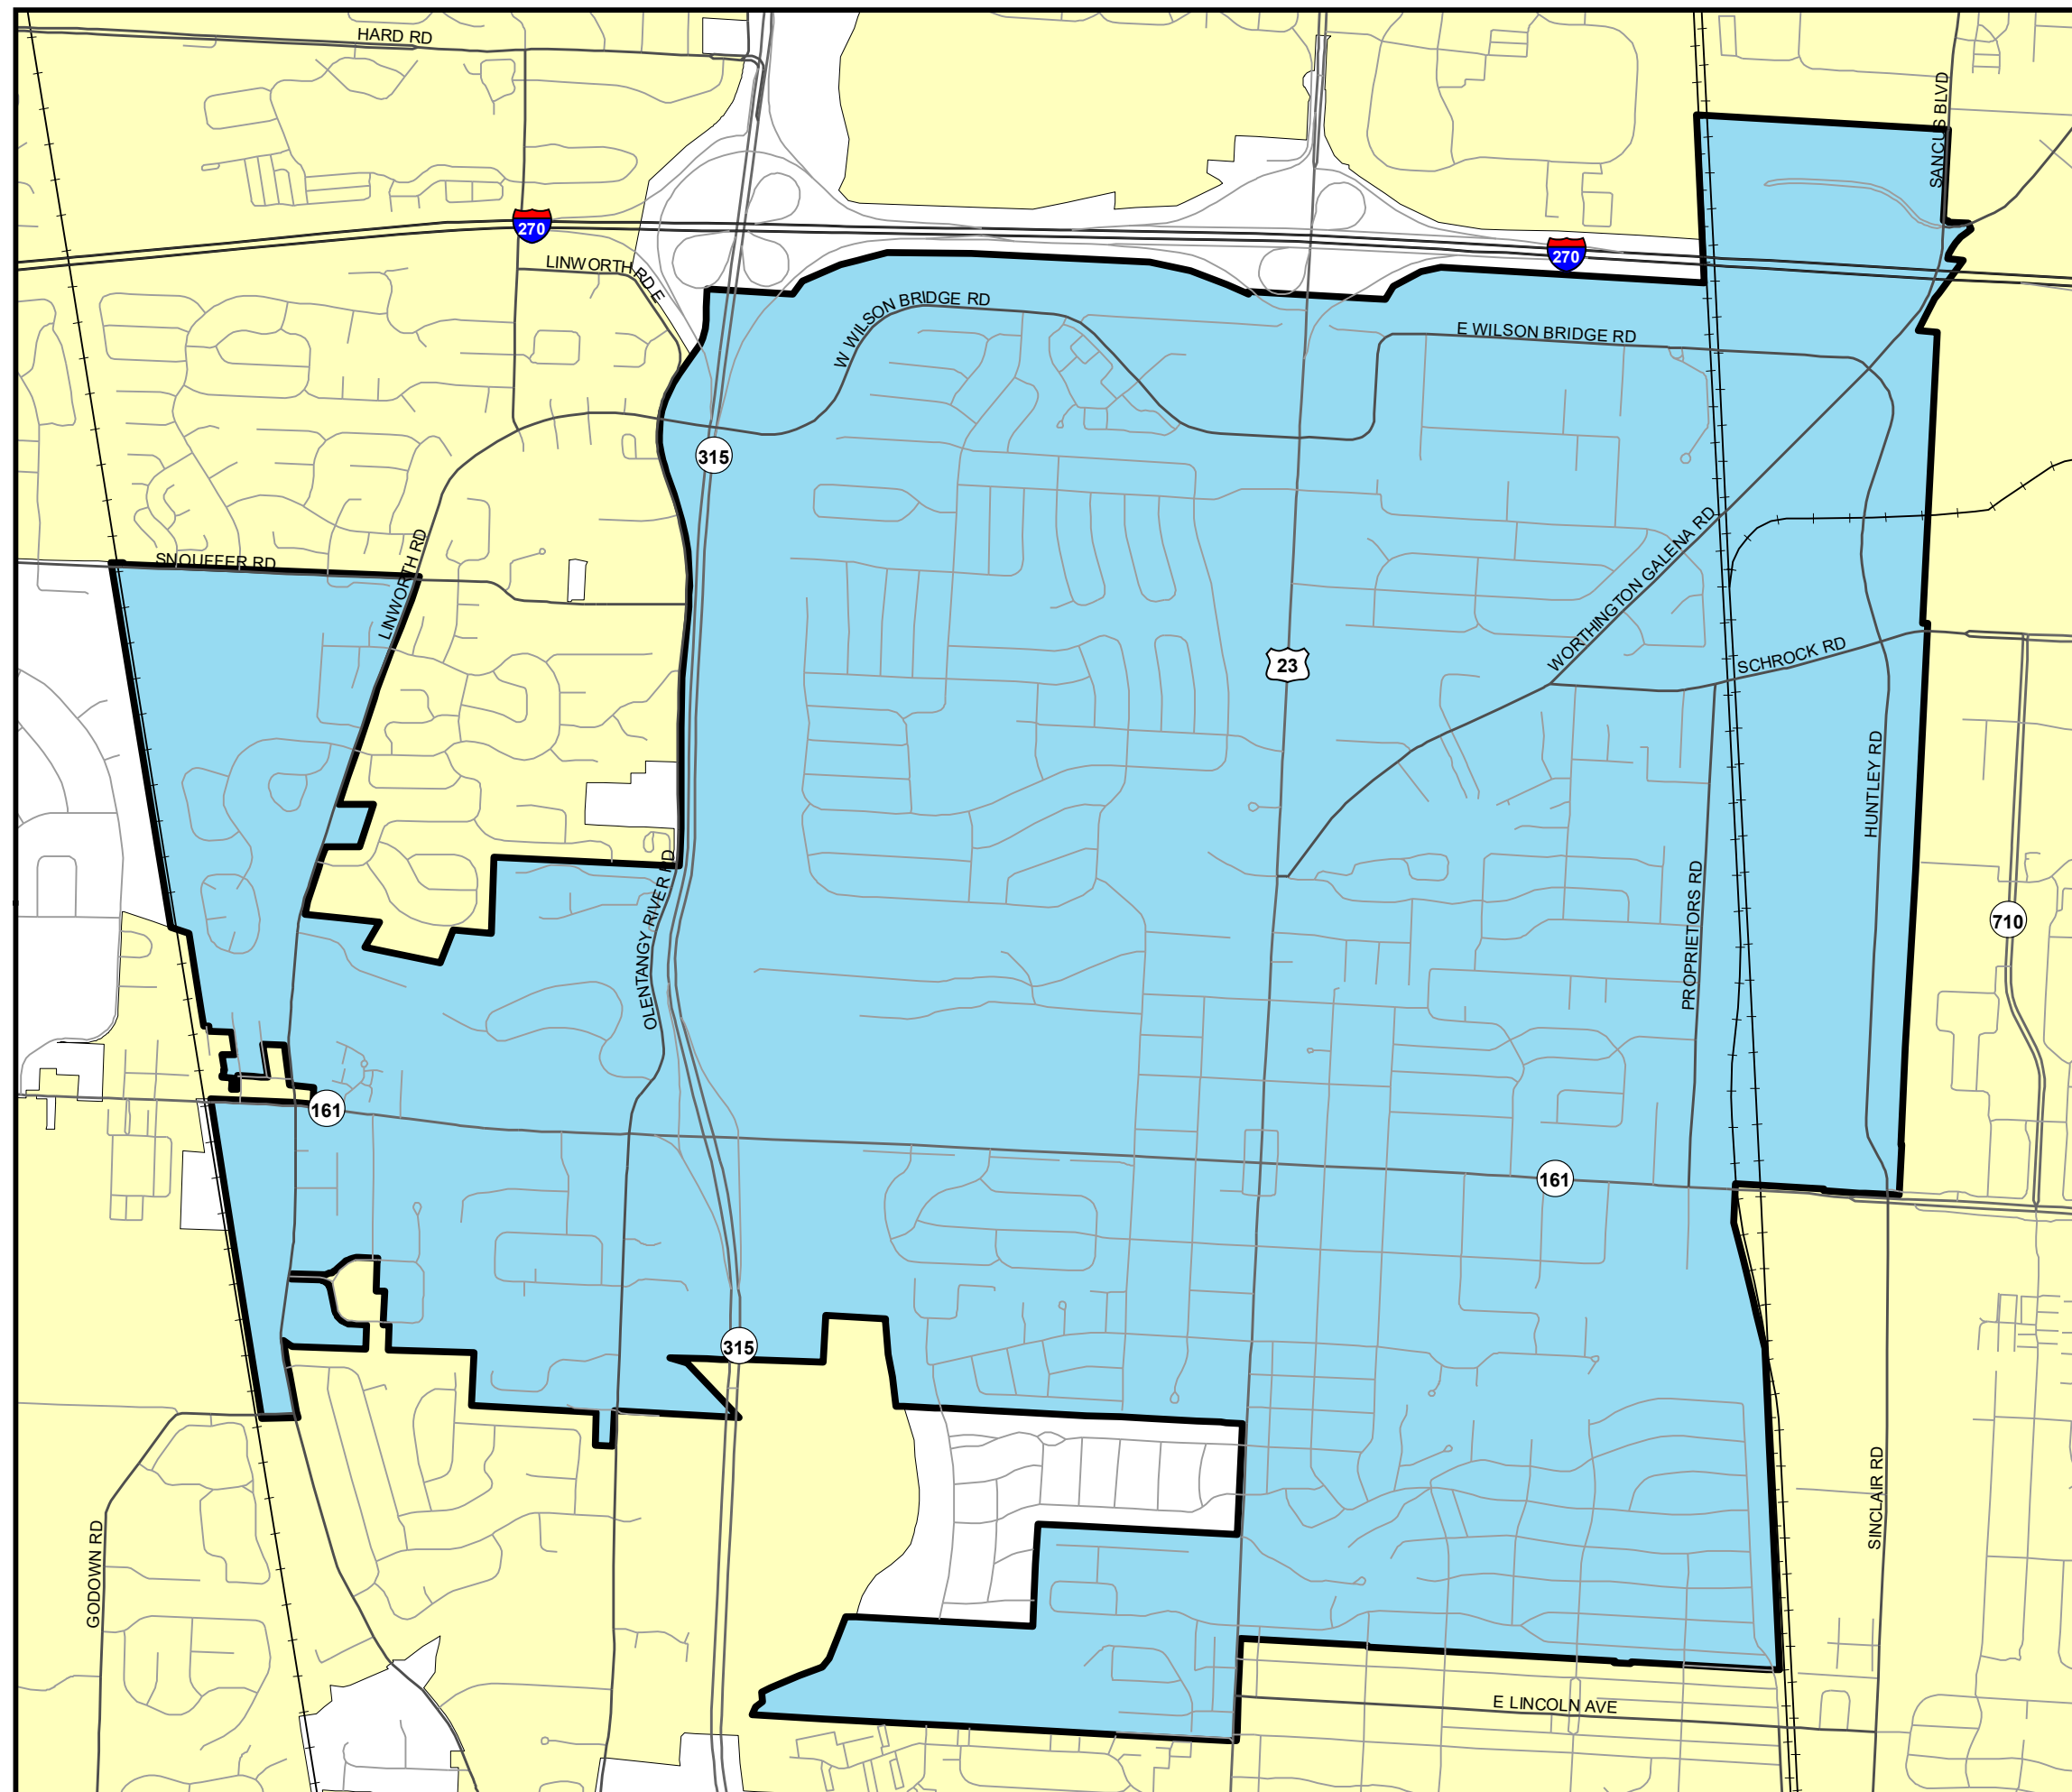 HARD RD
SANCUS BLVD
270
270
LINWORTH RD E
W WILSON BRIDGE RD
E WILSON BRIDGE RD
315
SNOUFFER RD
LINWORTH RD
WORTHINGTON GALENA RD
23
SCHROCK RD
HUNTLEY RD
OLENTANGY RIVER RD
PROPRIETORS RD
710
161
161
315
GODOWN RD
SINCLAIR RD
E LINCOLN AVE